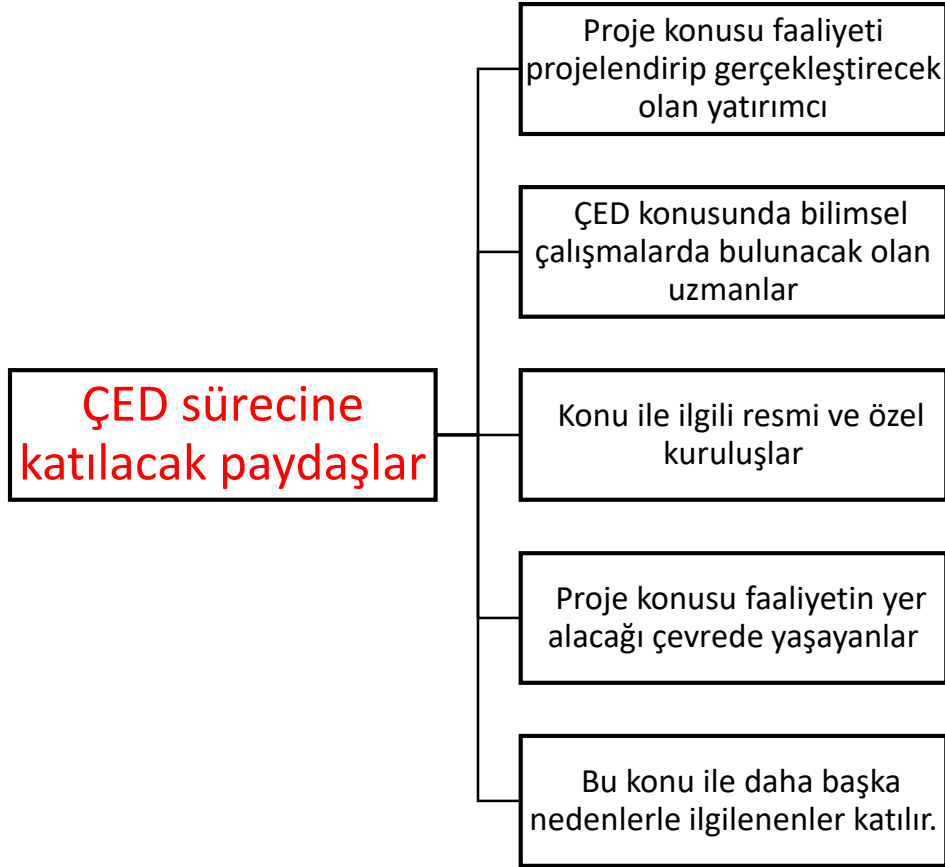 ÇED sürecine
katılacak paydaşlar
Proje konusu faaliyeti
projelendirip gerçekleştirecek
olan yatırımcı
ÇED konusunda bilimsel
çalışmalarda bulunacak olan
uzmanlar
Konu ile ilgili resmi ve özel
kuruluşlar
Proje konusu faaliyetin yer
alacağı çevrede yaşayanlar
Bu konu ile daha başka
nedenlerle ilgilenenler katılır.